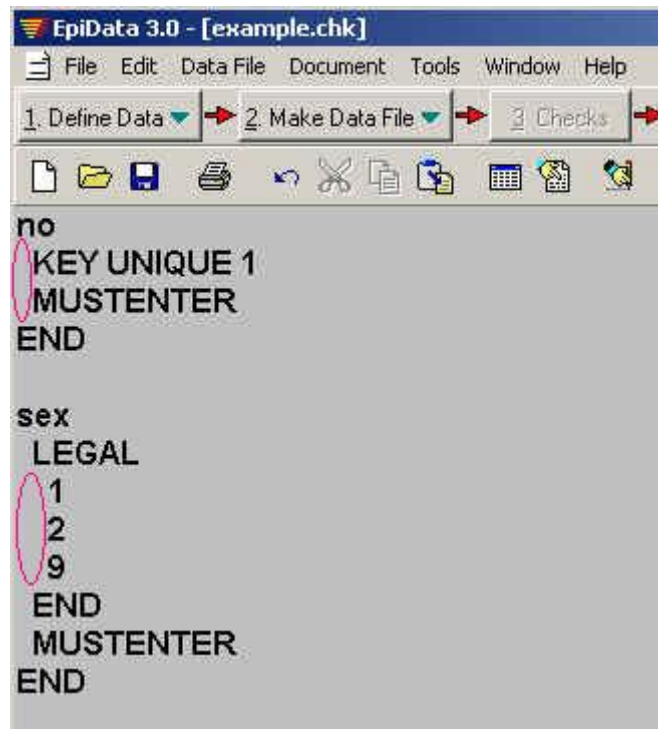 EpiData 3.0 - [example.chk]
File Edit Data File Document Tools Window Help
1. Define Data 2. Make Data File 3. Checks
no
KEY UNIQUE 1
MUSTENTER
END
sex
LEGAL
1
2
9
END
MUSTENTER
END